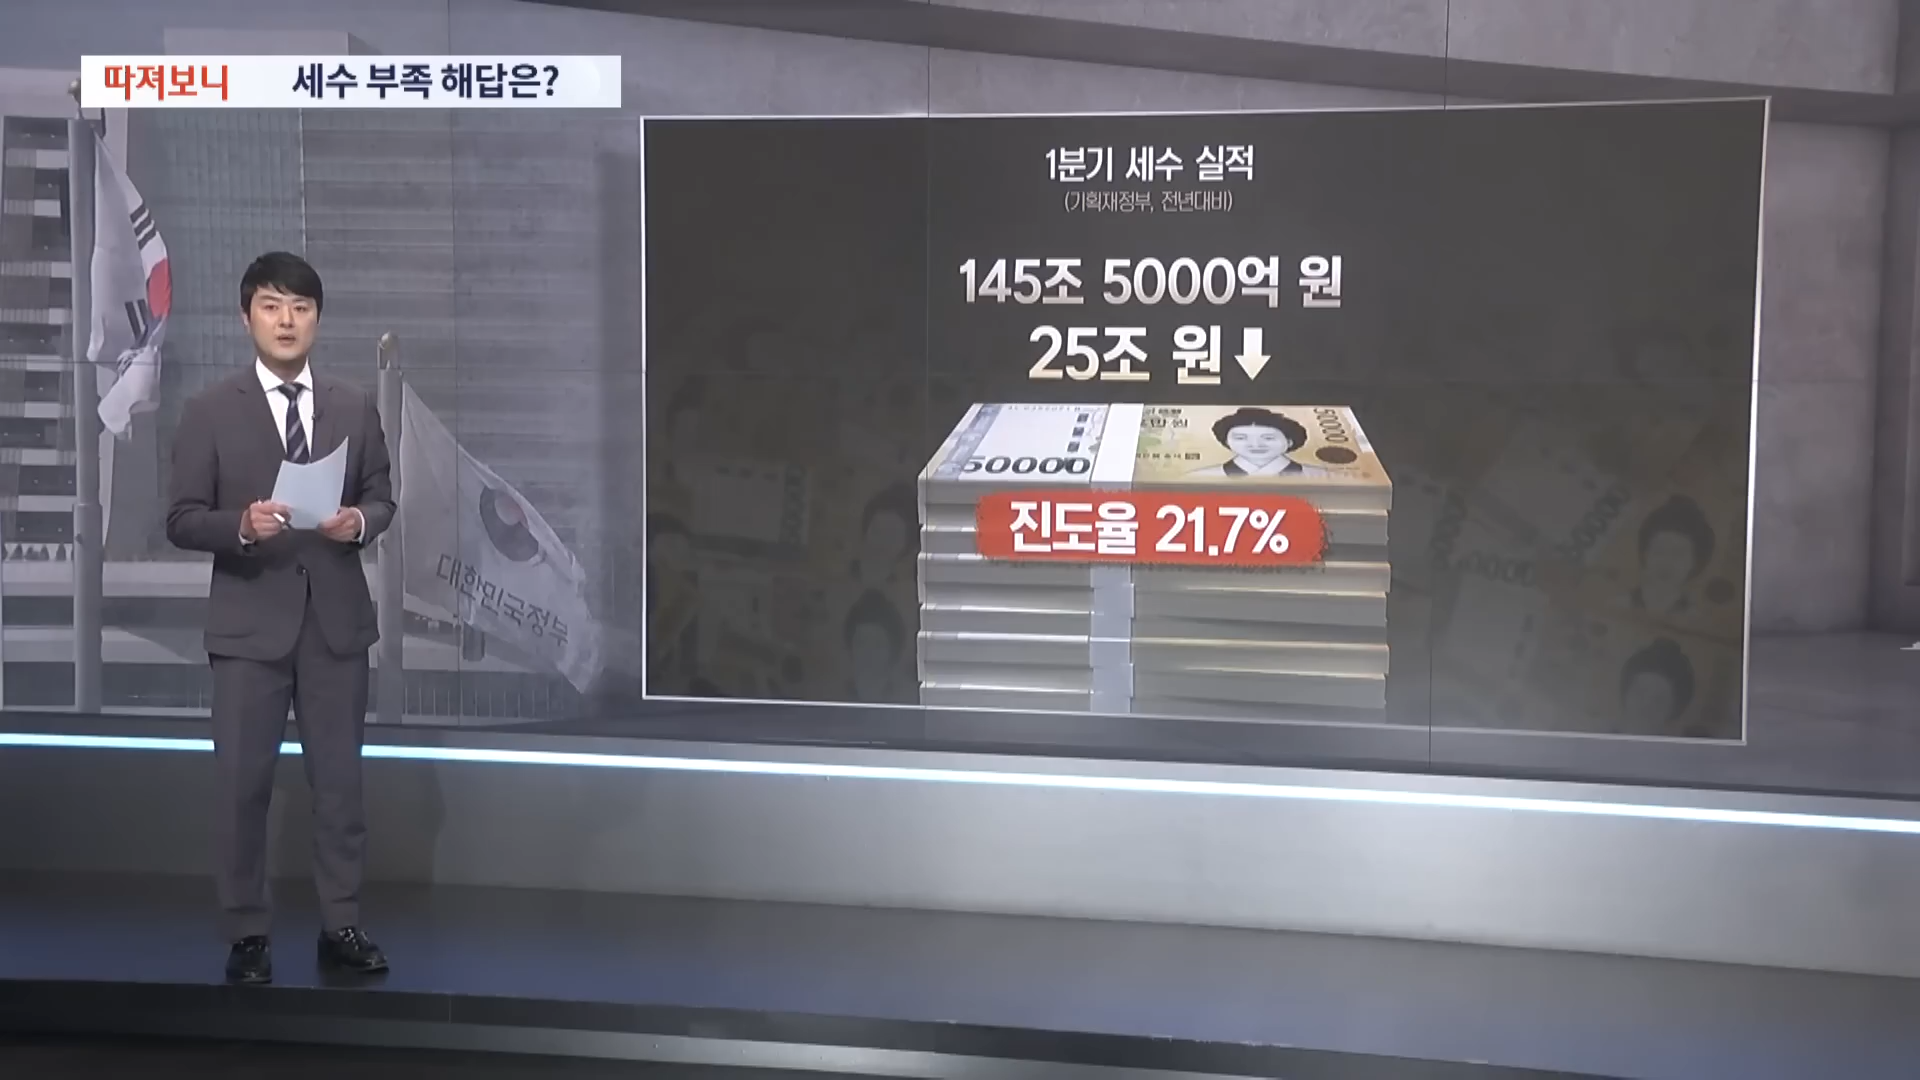 따져보니 세수 부족 해답은?
1분기 세수 실적
(기획재정부, 전년대비)
145조 5000억 원
25조 원↓
50000
50000
진도율 21.7%
대한민국정부